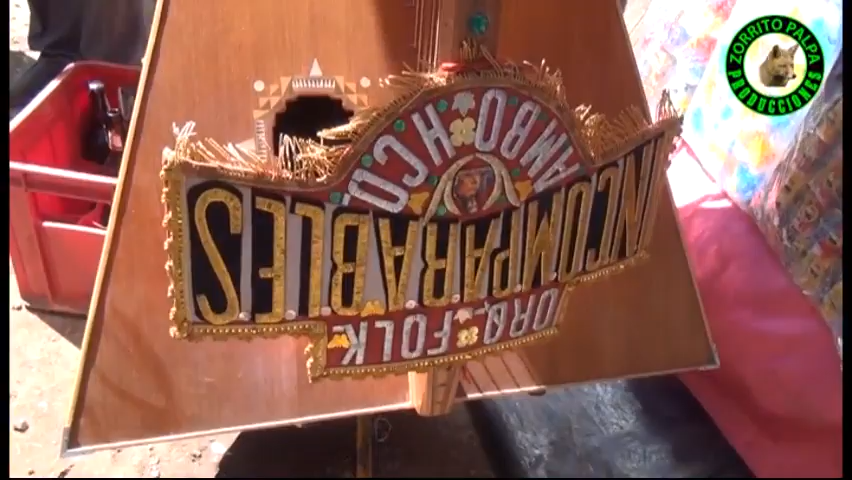 ZORRITO PALPA
PRODUCCIONES
ORQ. FOLK.
INCOMPARABLES
AMBO HCO.